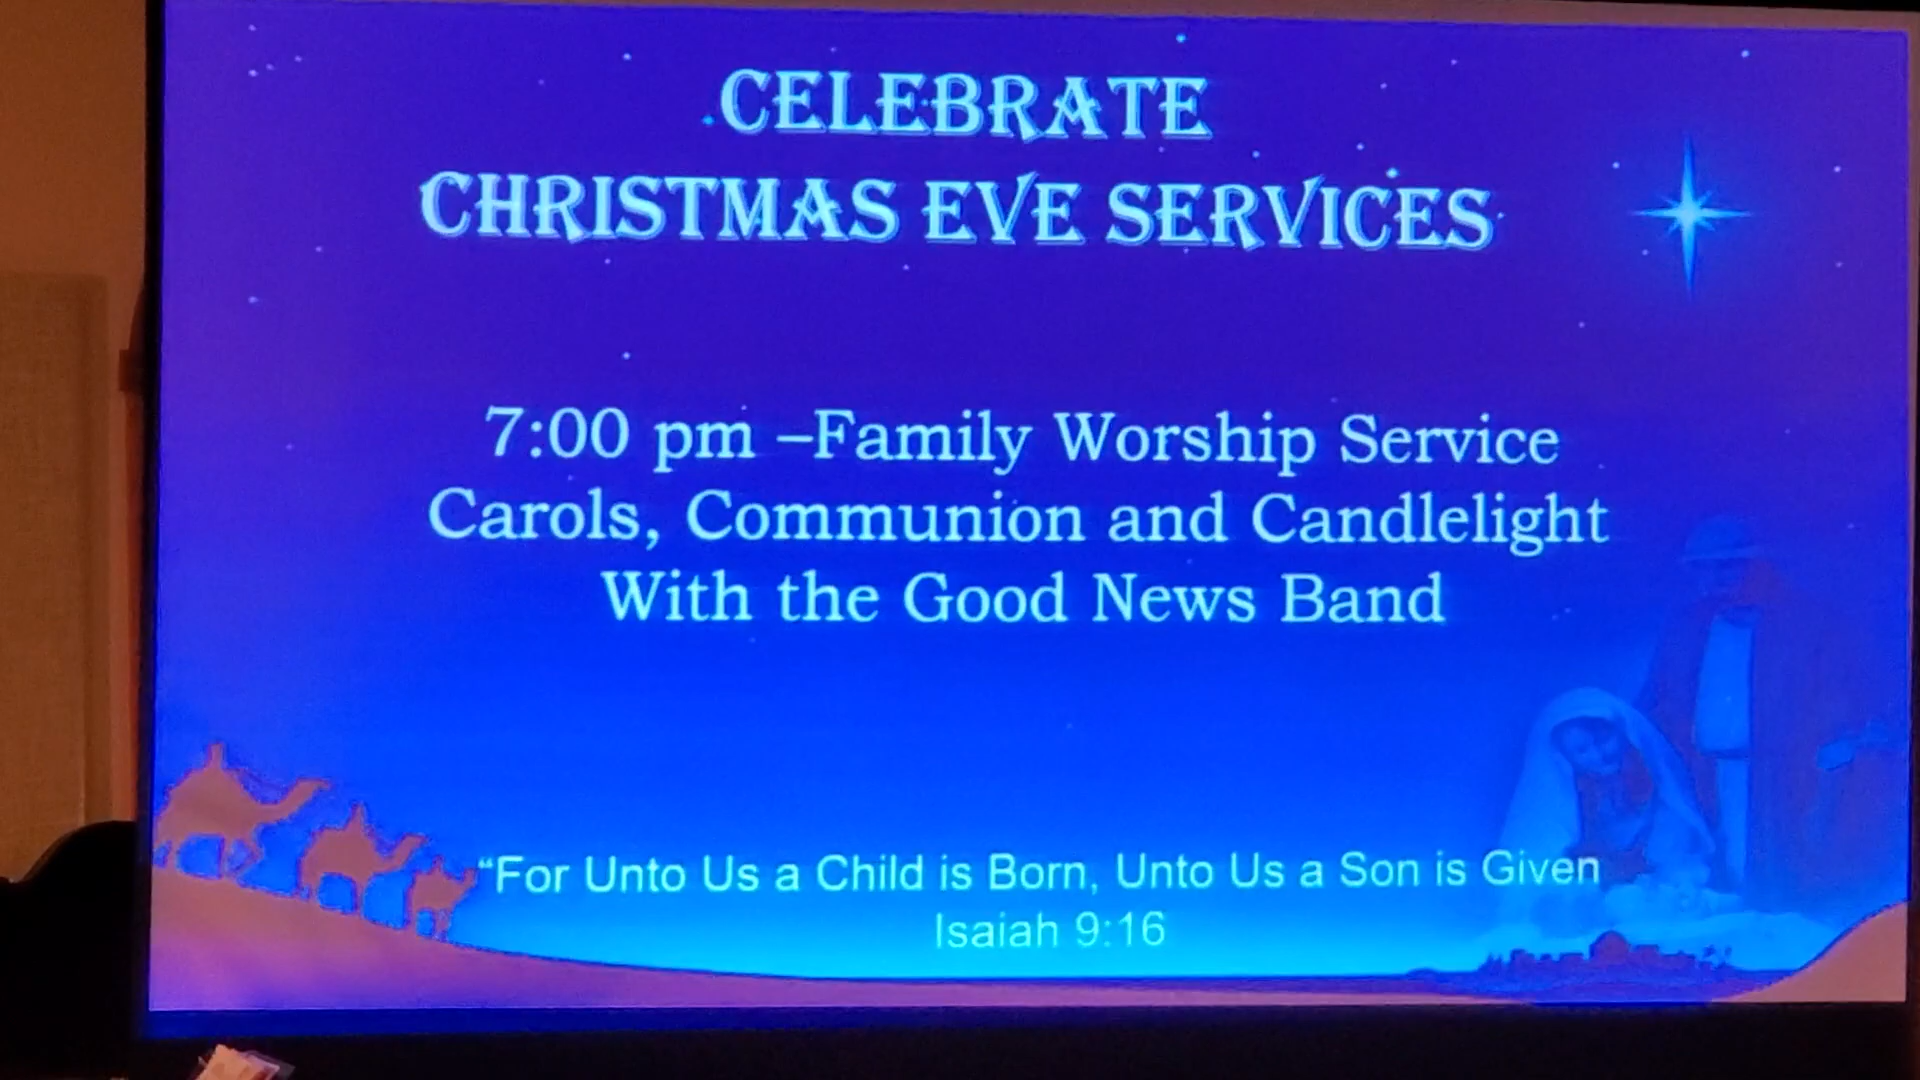 CELEBRATE
CHRISTMAS EVE SERVICES
7:00 pm –Family Worship Service
Carols, Communion and Candlelight
With the Good News Band
“For Unto Us a Child is Born, Unto Us a Son is Given
Isaiah 9:16